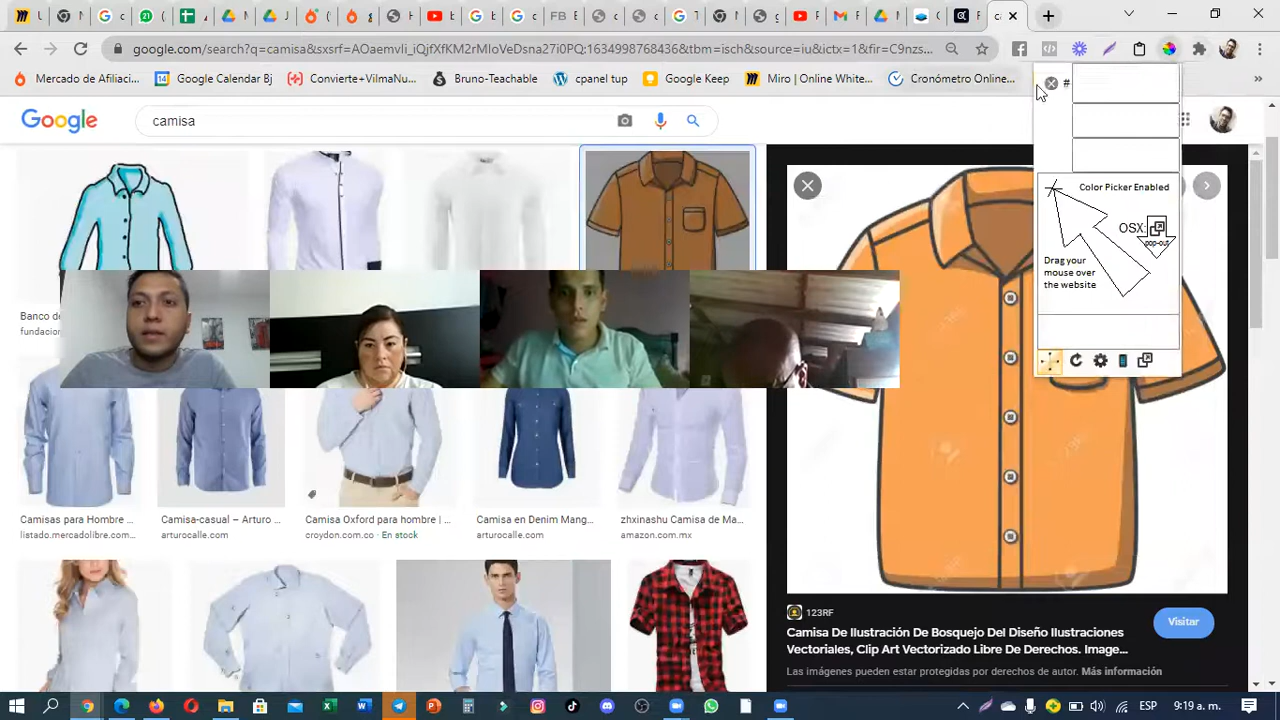 google.com/search?q=camisa&sxsrf=AOaemvIi_iQjfXfKM2rMIoVeDsna27i0PQ:1634998768436&tbm=isch&source=iu&ictx=1&fir=C9nzs...
Mercado de Afiliac...
Google Calendar Bj
Convierte+VilmaNu...
Bruno-Teachable
cpanel tup
Google Keep
Miro | Online White...
Cronómetro Online...
»
#
Google
camisa
Color Picker Enabled
OSX:
pop-out
Drag your
mouse over
the website
Banco de
fundacion
Camisas para Hombre ...
listado.mercadolibre.com...
Camisa-casual – Arturo ...
arturocalle.com
Camisa Oxford para hombre | ...
croydon.com.co · En stock
Camisa en Denim Mang...
arturocalle.com
zhxinashu Camisa de Ma...
amazon.com.mx
123RF
Visitar
Camisa De Ilustración De Bosquejo Del Diseño Ilustraciones
Vectoriales, Clip Art Vectorizado Libre De Derechos. Image...
Las imágenes pueden estar protegidas por derechos de autor. Más información
ESP
9:19 a. m.